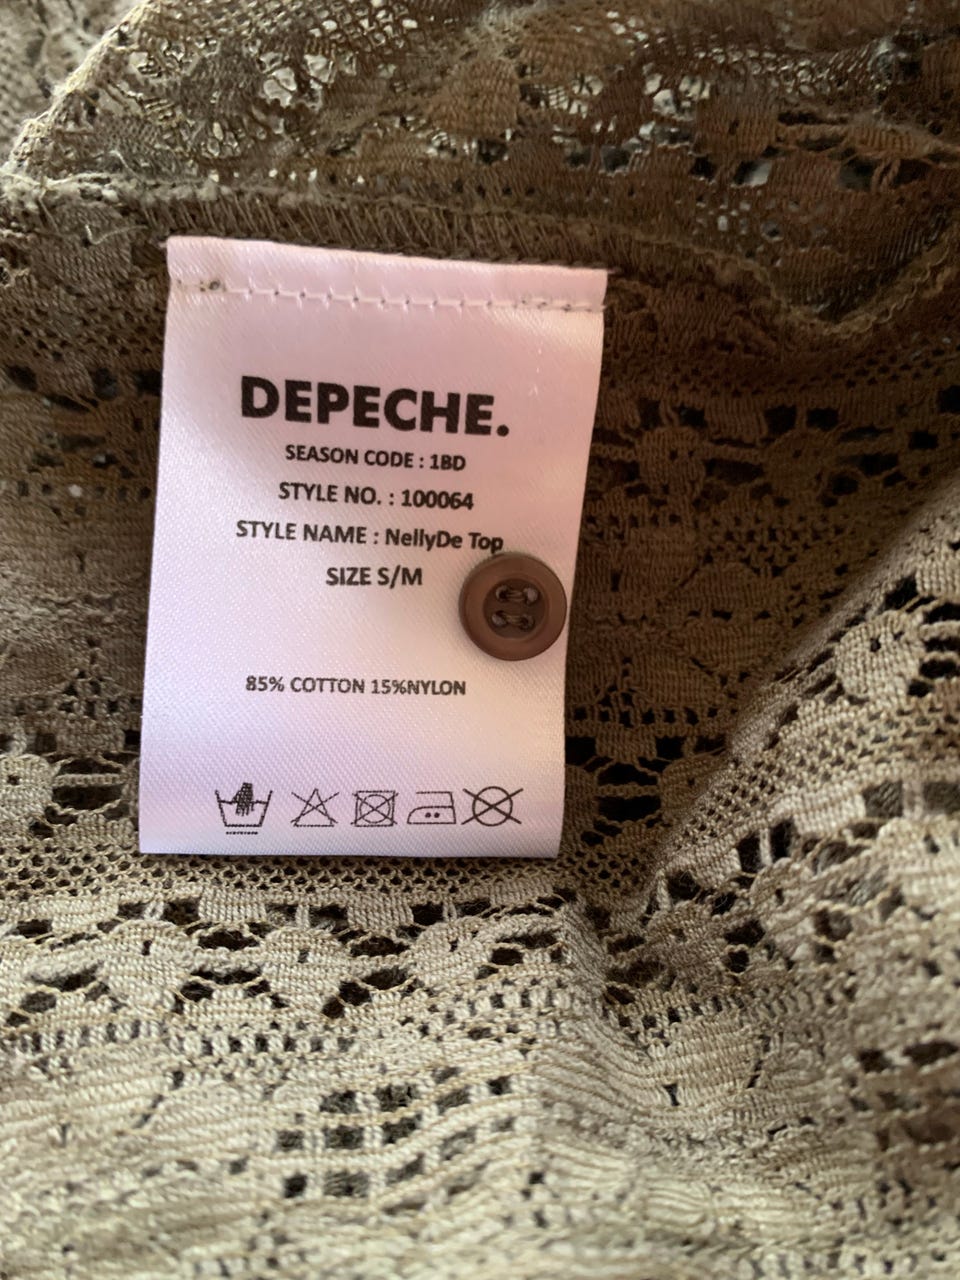 DEPECHE.
SEASON CODE : 1BD
STYLE NO. : 100064
STYLE NAME : NellyDe Top
SIZE S/M
85% COTTON 15%NYLON